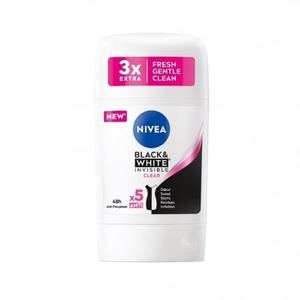 3x
EXTRA
FRESH
GENTLE
CLEAN
NEW
NIVEA
BLACK&
WHITE
INVISIBLE
CLEAR
x5
ANTI
Odour
Sweat
Stains
Residues
Irritation
48h
Anti-Perspirant